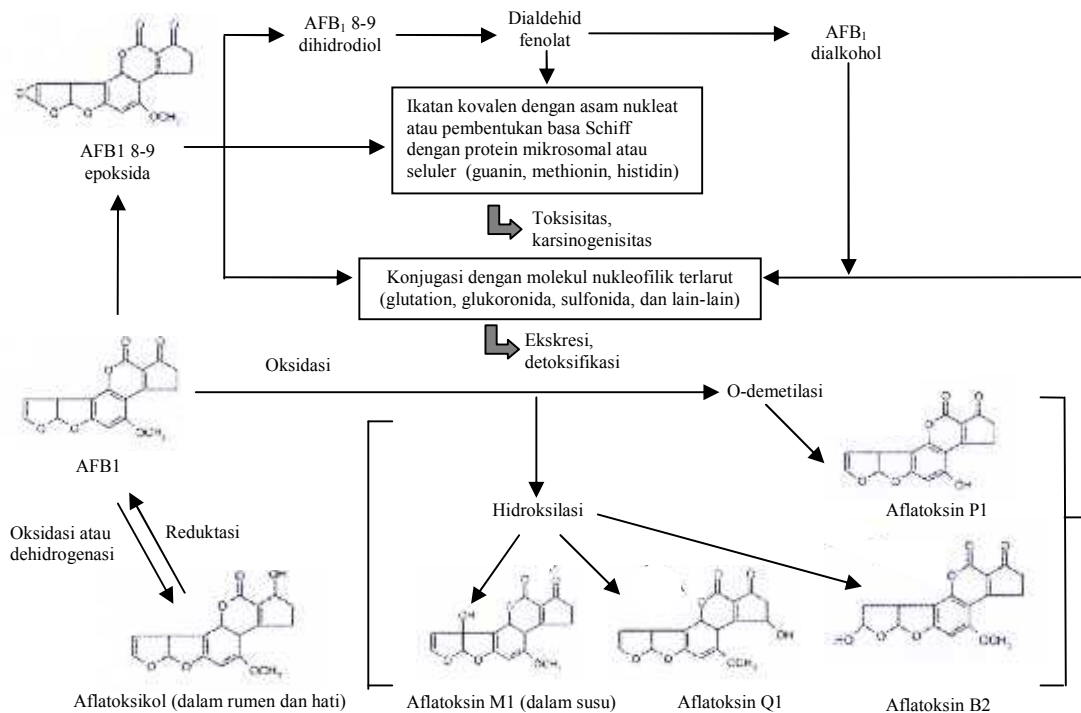 AFB₁ 8-9
dihidrodiol
Dialdehid
fenolat
AFB₁
dialkohol
AFB1 8-9
epoksida
Ikatan kovalen dengan asam nukleat
atau pembentukan basa Schiff
dengan protein mikrosomal atau
seluler (guanin, methionin, histidin)
Toksisitas,
karsinogenisitas
Konjugasi dengan molekul nukleofilik terlarut
(glutation, glukoronida, sulfonida, dan lain-lain)
Ekskresi,
detoksifikasi
Oksidasi
O-demetilasi
AFB1
Aflatoksin P1
Hidroksilasi
Oksidasi atau
dehidrogenasi
Reduktasi
Aflatoksikol (dalam rumen dan hati)
Aflatoksin M1 (dalam susu)
Aflatoksin Q1
Aflatoksin B2